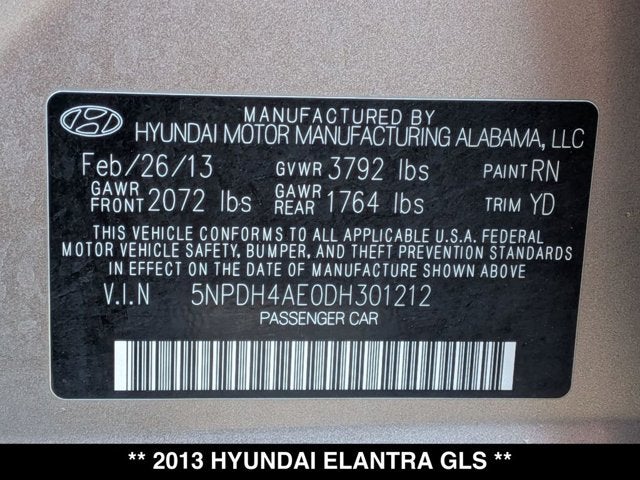 MANUFACTURED BY
HYUNDAI MOTOR MANUFACTURING ALABAMA, LLC
Feb/26/13 GVWR 3792 lbs PAINT RN
GAWR FRONT 2072 lbs GAWR REAR 1764 lbs TRIM YD
THIS VEHICLE CONFORMS TO ALL APPLICABLE U.S.A. FEDERAL
MOTOR VEHICLE SAFETY, BUMPER, AND THEFT PREVENTION STANDARDS
IN EFFECT ON THE DATE OF MANUFACTURE SHOWN ABOVE.
V.I.N 5NPDH4AE0DH301212
PASSENGER CAR
** 2013 HYUNDAI ELANTRA GLS **